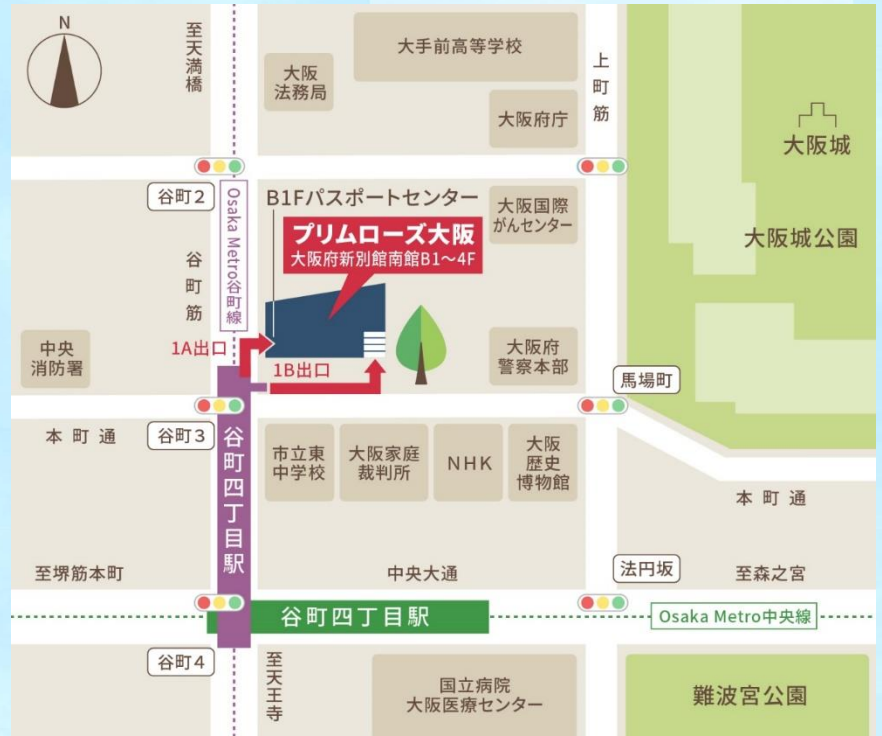 N
至天満橋
大手前高等学校
大阪
法務局
上町筋
大阪府庁
大阪城
谷町2
Osaka Metro谷町線
B1Fパスポートセンター
大阪国際
がんセンター
プリムローズ大阪
大阪府新別館南館B1〜4F
大阪城公園
谷町筋
中央
消防署
1A出口
1B出口
大阪府
警察本部
馬場町
本町通
谷町3
谷町四丁目駅
市立東
中学校
大阪家庭
裁判所
NHK
大阪
歴史
博物館
本町通
至堺筋本町
中央大通
法円坂
至森之宮
谷町四丁目駅
Osaka Metro中央線
谷町4
至天王寺
国立病院
大阪医療センター
難波宮公園